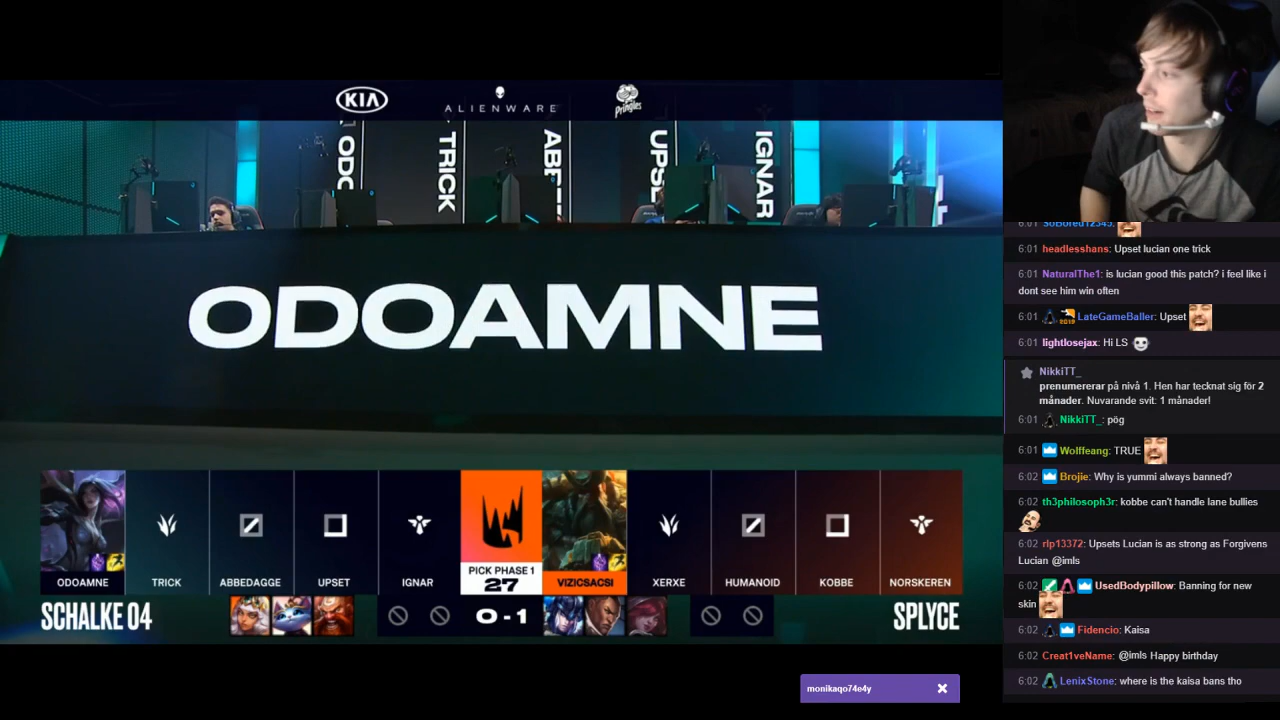 KIA
ALIENWARE
Pringles
ODO
TRICK
ABBE
UPSE
IGNAR
ODOAMNE
PICK PHASE 1
27
ODOAMNE
TRICK
ABBEDAGGE
UPSET
IGNAR
VIZICSACSI
XERXE
HUMANOID
KOBBE
NORSKEREN
SCHALKE 04
0 - 1
SPLYCE
monikaqo74e4y
6:01 SoBored12345:
6:01 headlesshans: Upset lucian one trick
6:01 NaturalThe1: is lucian good this patch? i feel like i
dont see him win often
6:01 2019 LateGameBaller: Upset
6:01 lightlosejax: Hi LS
NikkiTT_
prenumererar på nivå 1. Hen har tecknat sig för 2
månader. Nuvarande svit: 1 månader!
6:01 NikkiTT_: pög
6:01 Wolffeang: TRUE
6:02 Brojie: Why is yummi always banned?
6:02 th3philosoph3r: kobbe can't handle lane bullies
6:02 rlp13372: Upsets Lucian is as strong as Forgivens
Lucian @imls
6:02 UsedBodypillow: Banning for new
skin
6:02 Fidencio: Kaisa
6:02 Creat1veName: @imls Happy birthday
6:02 LenixStone: where is the kaisa bans tho